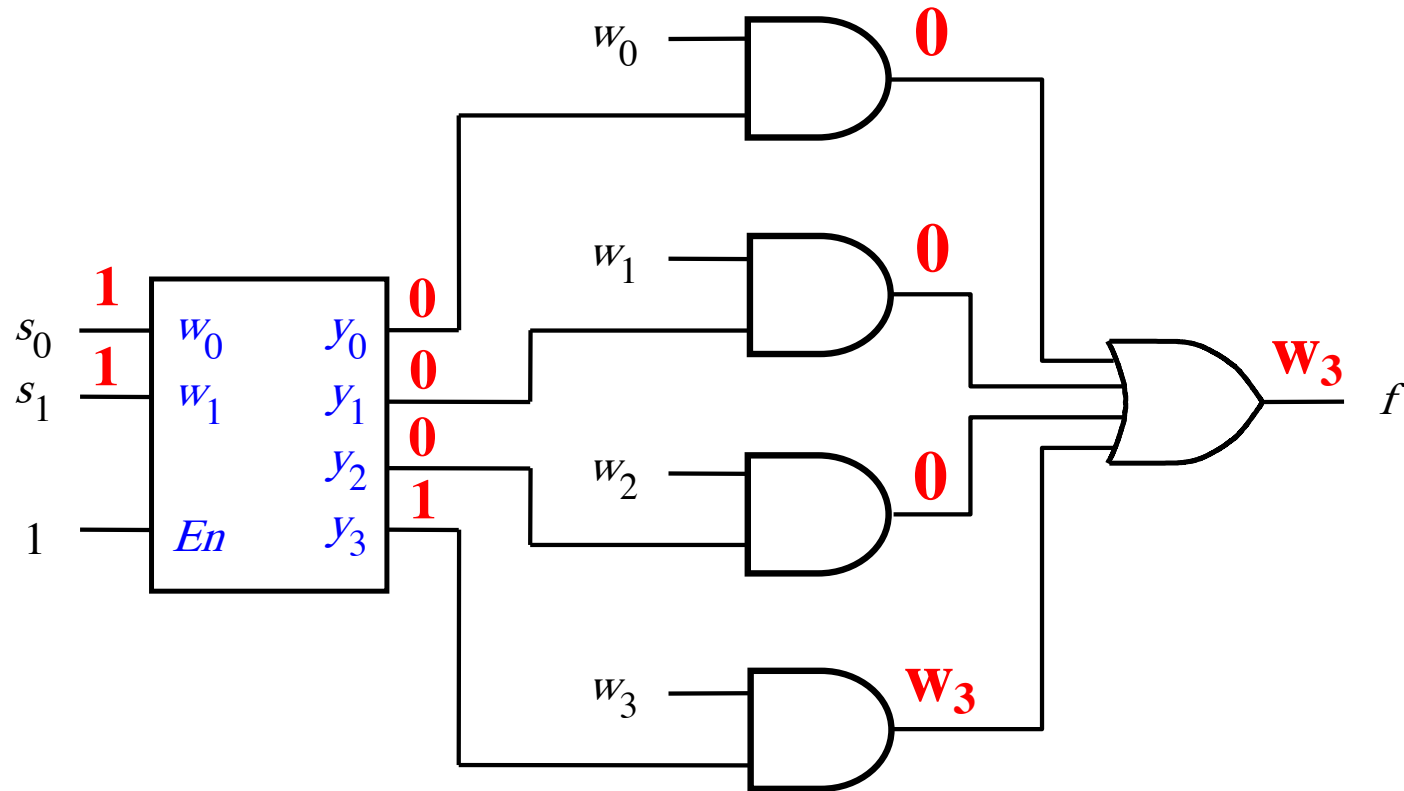 w₀ 0
w₁ 0
1 0
s₀ w₀ y₀
1 0 w₃
s₁ w₁ y₁ f
0
w₂ 0
y₂
1
1 En y₃
w₃ w₃